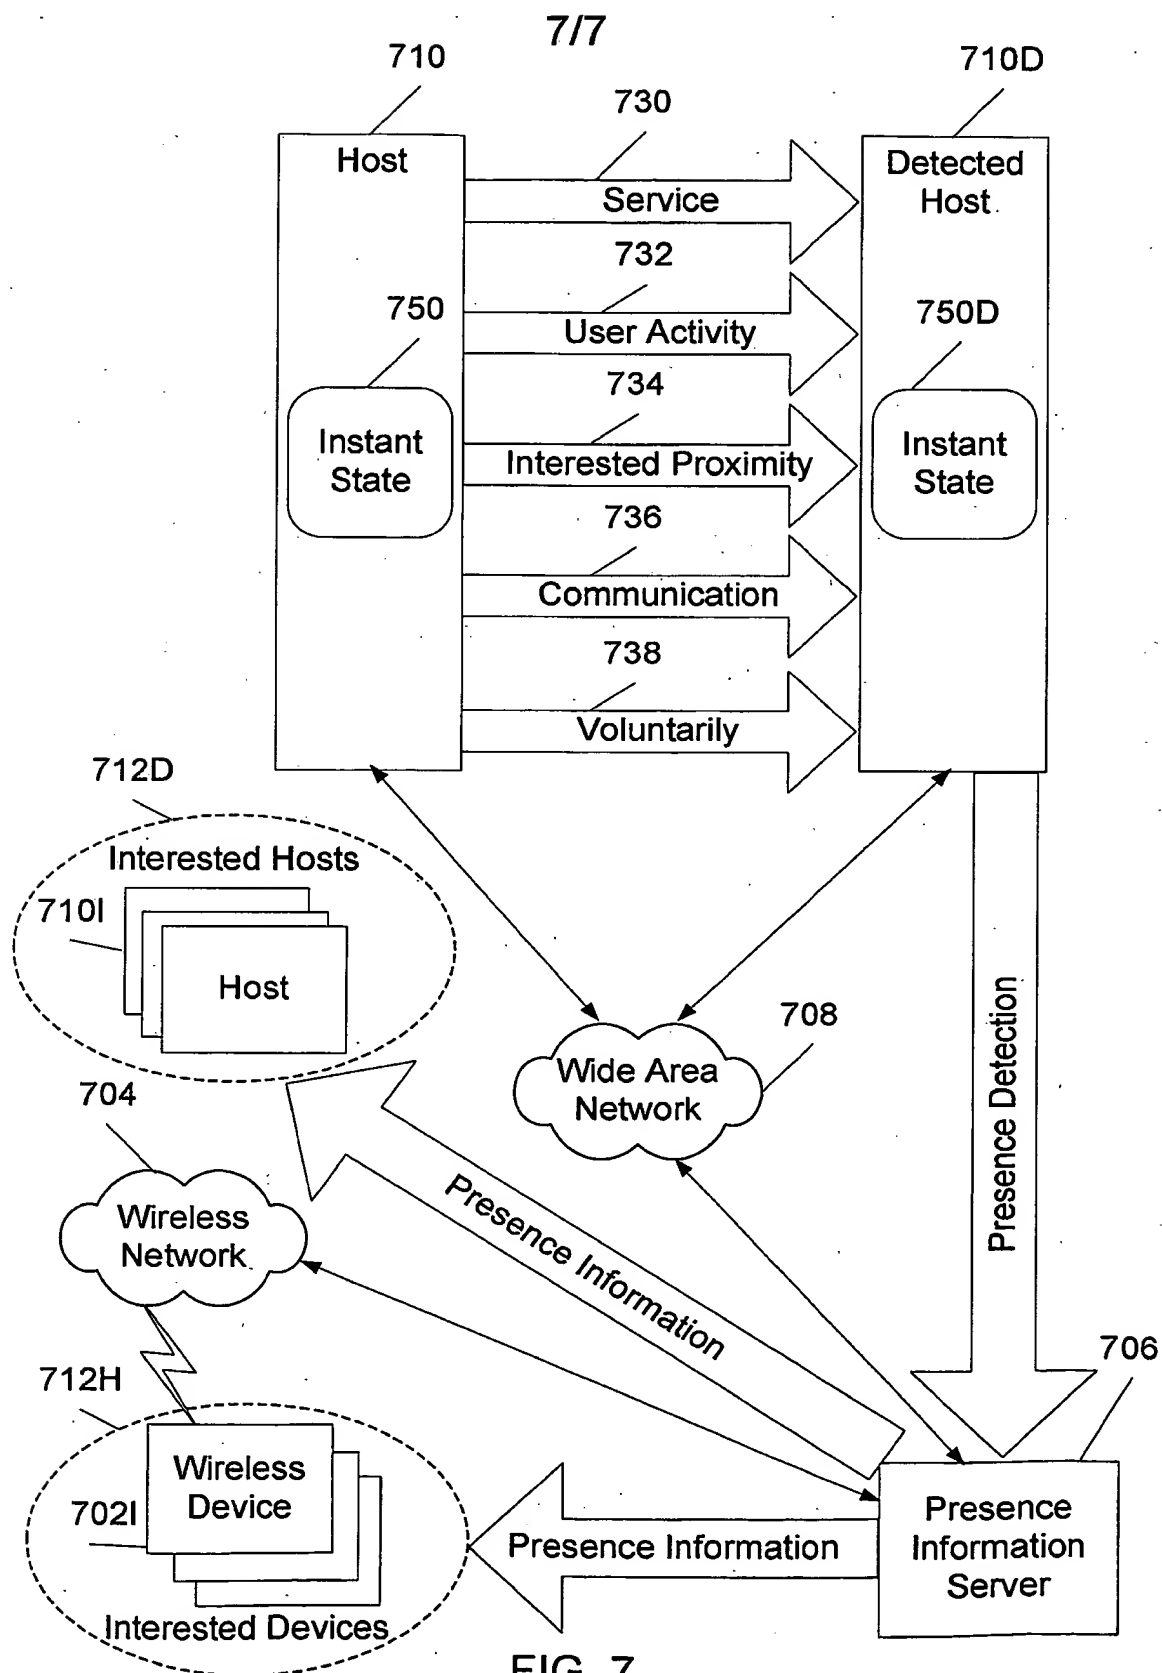 7/7
710
710D
730
Host
Detected
Host
Service
732
750
750D
User Activity
734
Instant
State
Instant
State
Interested Proximity
736
Communication
738
Voluntarily
712D
Interested Hosts
710I
Host
708
Wide Area
Network
Presence Detection
704
Wireless
Network
Presence Information
706
712H
Wireless
Device
702I
Presence Information
Presence
Information
Server
Interested Devices
FIG. 7